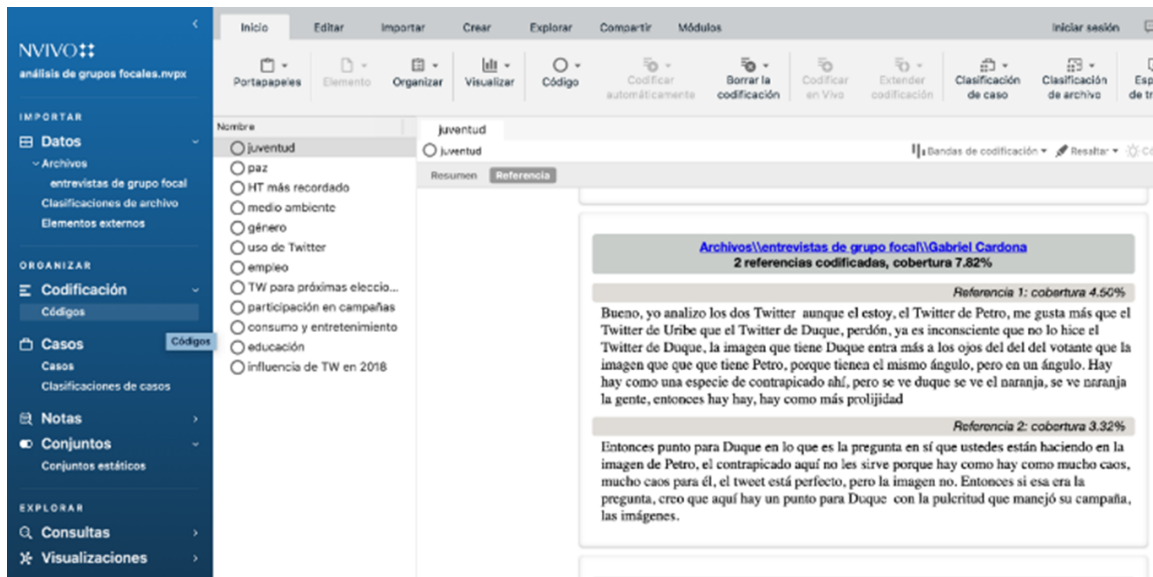 NVIVO
análisis de grupos focales.nvpx
IMPORTAR
Datos
Archivos
entrevistas de grupo focal
Clasificaciones de archivo
Elementos externos
ORGANIZAR
Codificación
Códigos
Casos
Códigos
Casos
Clasificaciones de casos
Notas
Conjuntos
Conjuntos estáticos
EXPLORAR
Consultas
Visualizaciones
Inicio Editar Importar Crear Explorar Compartir Módulos Iniciar sesión
Portapapeles Elemento Organizar Visualizar Código Codificar automáticamente Borrar la codificación Codificar en Vivo Extender codificación Clasificación de caso Clasificación de archivo
Nombre
juventud
paz
HT más recordado
medio ambiente
género
uso de Twitter
empleo
TW para próximas eleccio...
participación en campañas
consumo y entretenimiento
educación
influencia de TW en 2018
juventud
juventud Bandas de codificación Resaltar
Resumen Referencia
Archivos\\entrevistas de grupo focal\\Gabriel Cardona
2 referencias codificadas, cobertura 7.82%
Referencia 1: cobertura 4.50%
Bueno, yo analizo los dos Twitter aunque el estoy, el Twitter de Petro, me gusta más que el
Twitter de Uribe que el Twitter de Duque, perdón, ya es inconsciente que no lo hice el
Twitter de Duque, la imagen que tiene Duque entra más a los ojos del del del votante que la
imagen que que que tiene Petro, porque tienen el mismo ángulo, pero en un ángulo. Hay
hay como una especie de contrapicado ahí, pero se ve duque se ve el naranja, se ve naranja
la gente, entonces hay hay, hay como más prolijidad
Referencia 2: cobertura 3.32%
Entonces punto para Duque en lo que es la pregunta en sí que ustedes están haciendo en la
imagen de Petro, el contrapicado aquí no les sirve porque hay como hay como mucho caos,
mucho caos para él, el tweet está perfecto, pero la imagen no. Entonces si esa era la
pregunta, creo que aquí hay un punto para Duque con la pulcritud que manejó su campaña,
las imágenes.